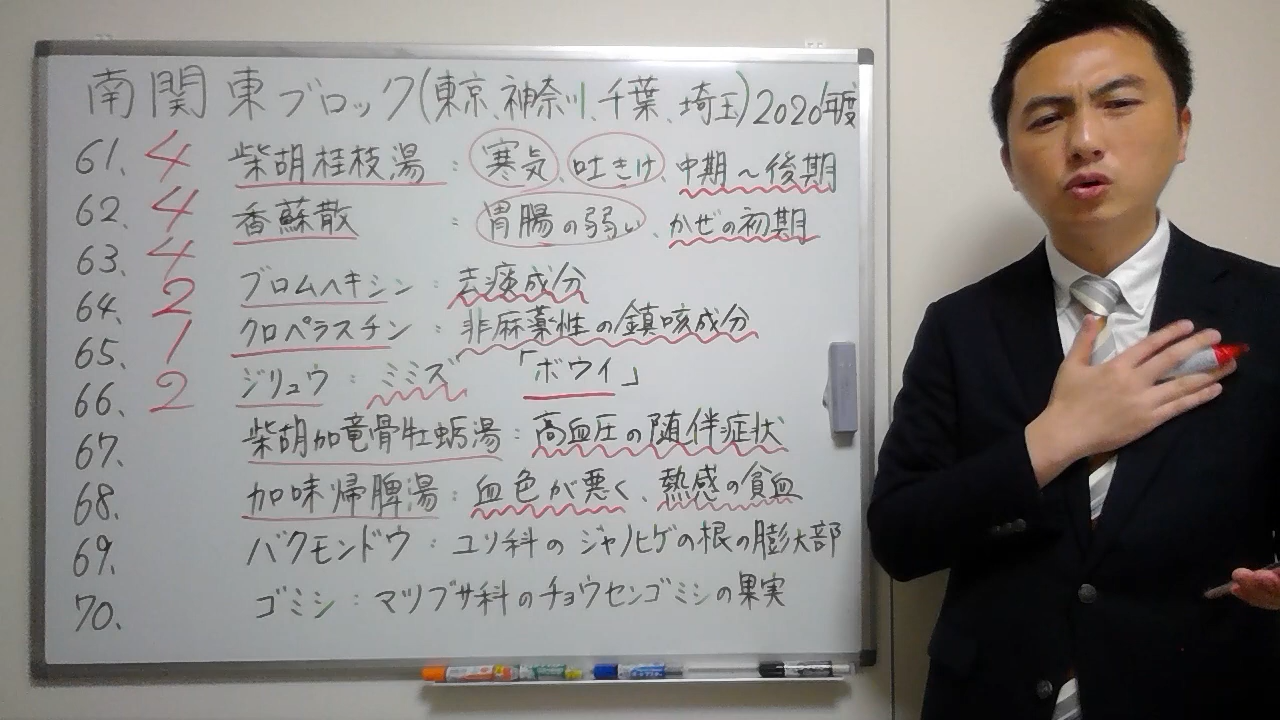 南関東ブロック(東京、神奈川、千葉、埼玉)2020年度
61. 4 柴胡桂枝湯:寒気、吐きけ、中期~後期
62. 4 香蘇散:胃腸の弱い、かぜの初期
63. 4
ブロムヘキシン:去痰成分
64. 2
クロペラスチン:非麻薬性の鎮咳成分
65. 1
ジリュウ:ミミズ 「ボウイ」
66. 2
柴胡加竜骨牡蛎湯:高血圧の随伴症状
67.
加味帰脾湯:血色が悪く、熱感の貧血
68.
バクモンドウ:ユリ科のジャノヒゲの根の膨大部
69.
ゴミシ:マツブサ科のチョウセンゴミシの果実
70.